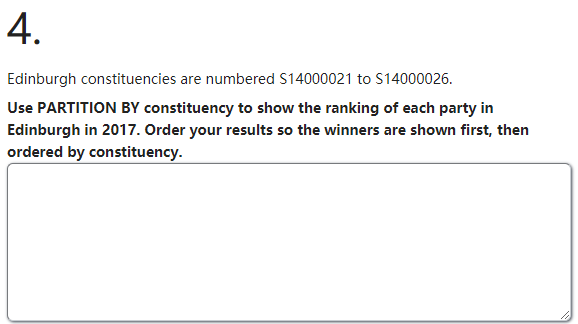 4.
Edinburgh constituencies are numbered S14000021 to S14000026.
Use PARTITION BY constituency to show the ranking of each party in
Edinburgh in 2017. Order your results so the winners are shown first, then
ordered by constituency.